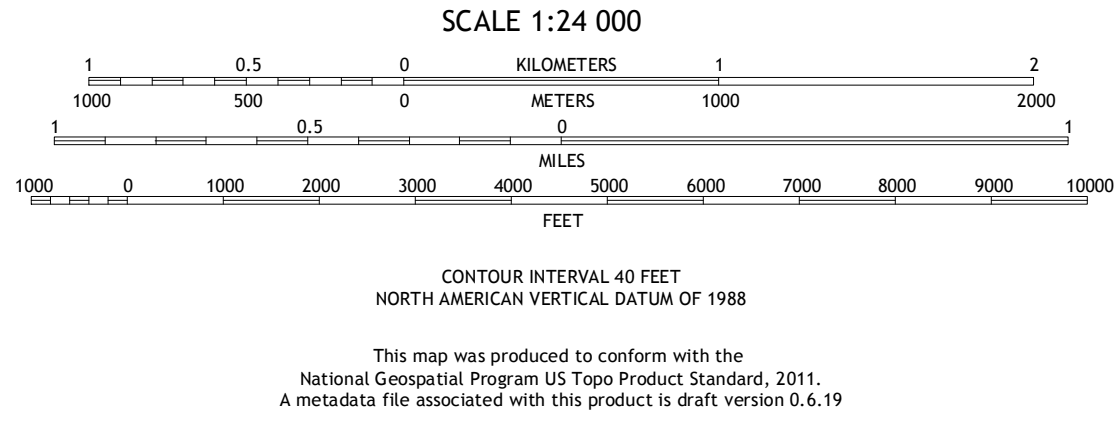 SCALE 1:24 000
1 0.5 0 KILOMETERS 1 2
1000 500 0 METERS 1000 2000
1 0.5 0 1
MILES
1000 0 1000 2000 3000 4000 5000 6000 7000 8000 9000 10000
FEET
CONTOUR INTERVAL 40 FEET
NORTH AMERICAN VERTICAL DATUM OF 1988
This map was produced to conform with the
National Geospatial Program US Topo Product Standard, 2011.
A metadata file associated with this product is draft version 0.6.19